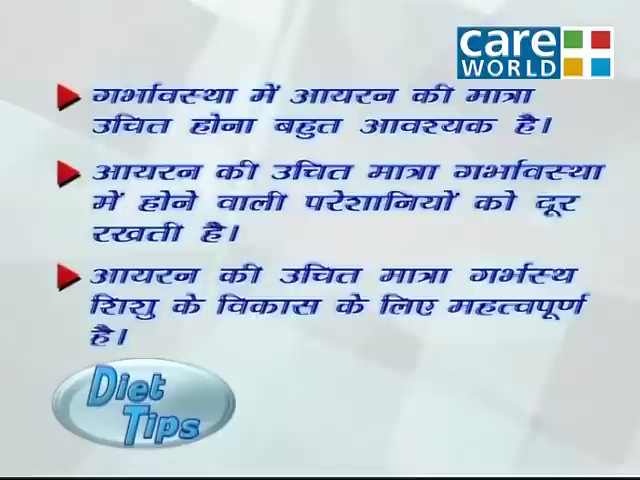 care
WORLD
गर्भावस्था में आयरन की मात्रा
उचित होना बहुत आवश्यक है।
आयरन की उचित मात्रा गर्भावस्था
में होने वाली परेशानियों को दूर
रखती है।
आयरन की उचित मात्रा गर्भस्थ
शिशु के विकास के लिए महत्वपूर्ण
है।
Diet
Tips